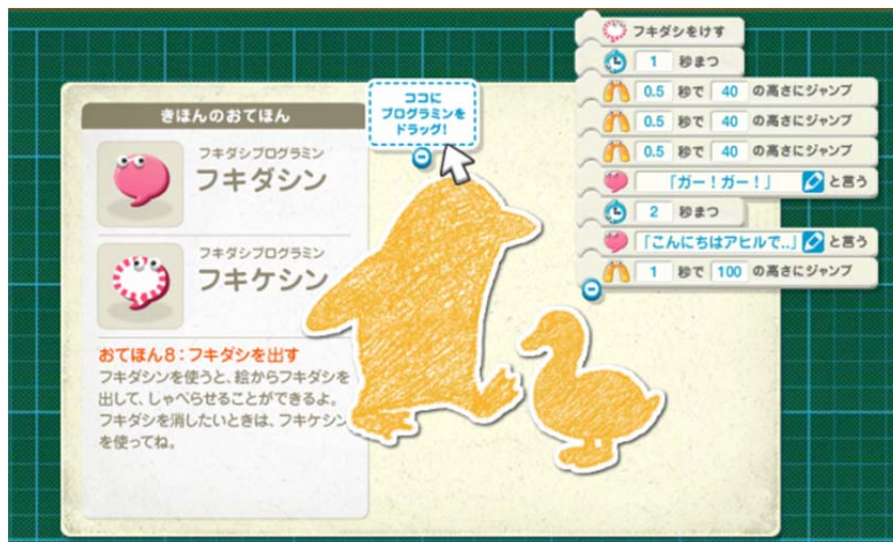 きほんのおてほん
フキダシプログラミン
フキダシン
フキダシプログラミン
フキケシン
おてほん8：フキダシを出す
フキダシンを使うと、絵からフキダシを
出して、しゃべらせることができるよ。
フキダシを消したいときは、フキケシン
を使ってね。
ココに
プログラミンを
ドラッグ!
フキダシをけす
1 秒まつ
0.5 秒で 40 の高さにジャンプ
0.5 秒で 40 の高さにジャンプ
0.5 秒で 40 の高さにジャンプ
「ガー！ガー！」 と言う
2 秒まつ
「こんにちはアヒルで..」 と言う
1 秒で 100 の高さにジャンプ